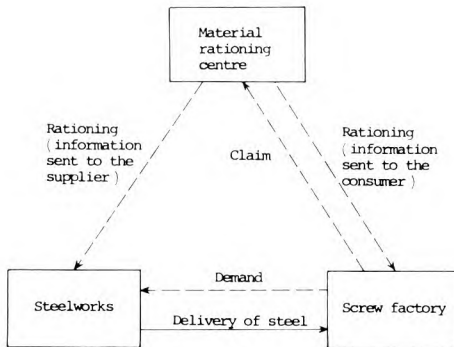 Material
rationing
centre
Rationing
(information
sent to the
supplier)
Claim
Rationing
(information
sent to the
consumer)
Demand
Steelworks
Screw factory
Delivery of steel